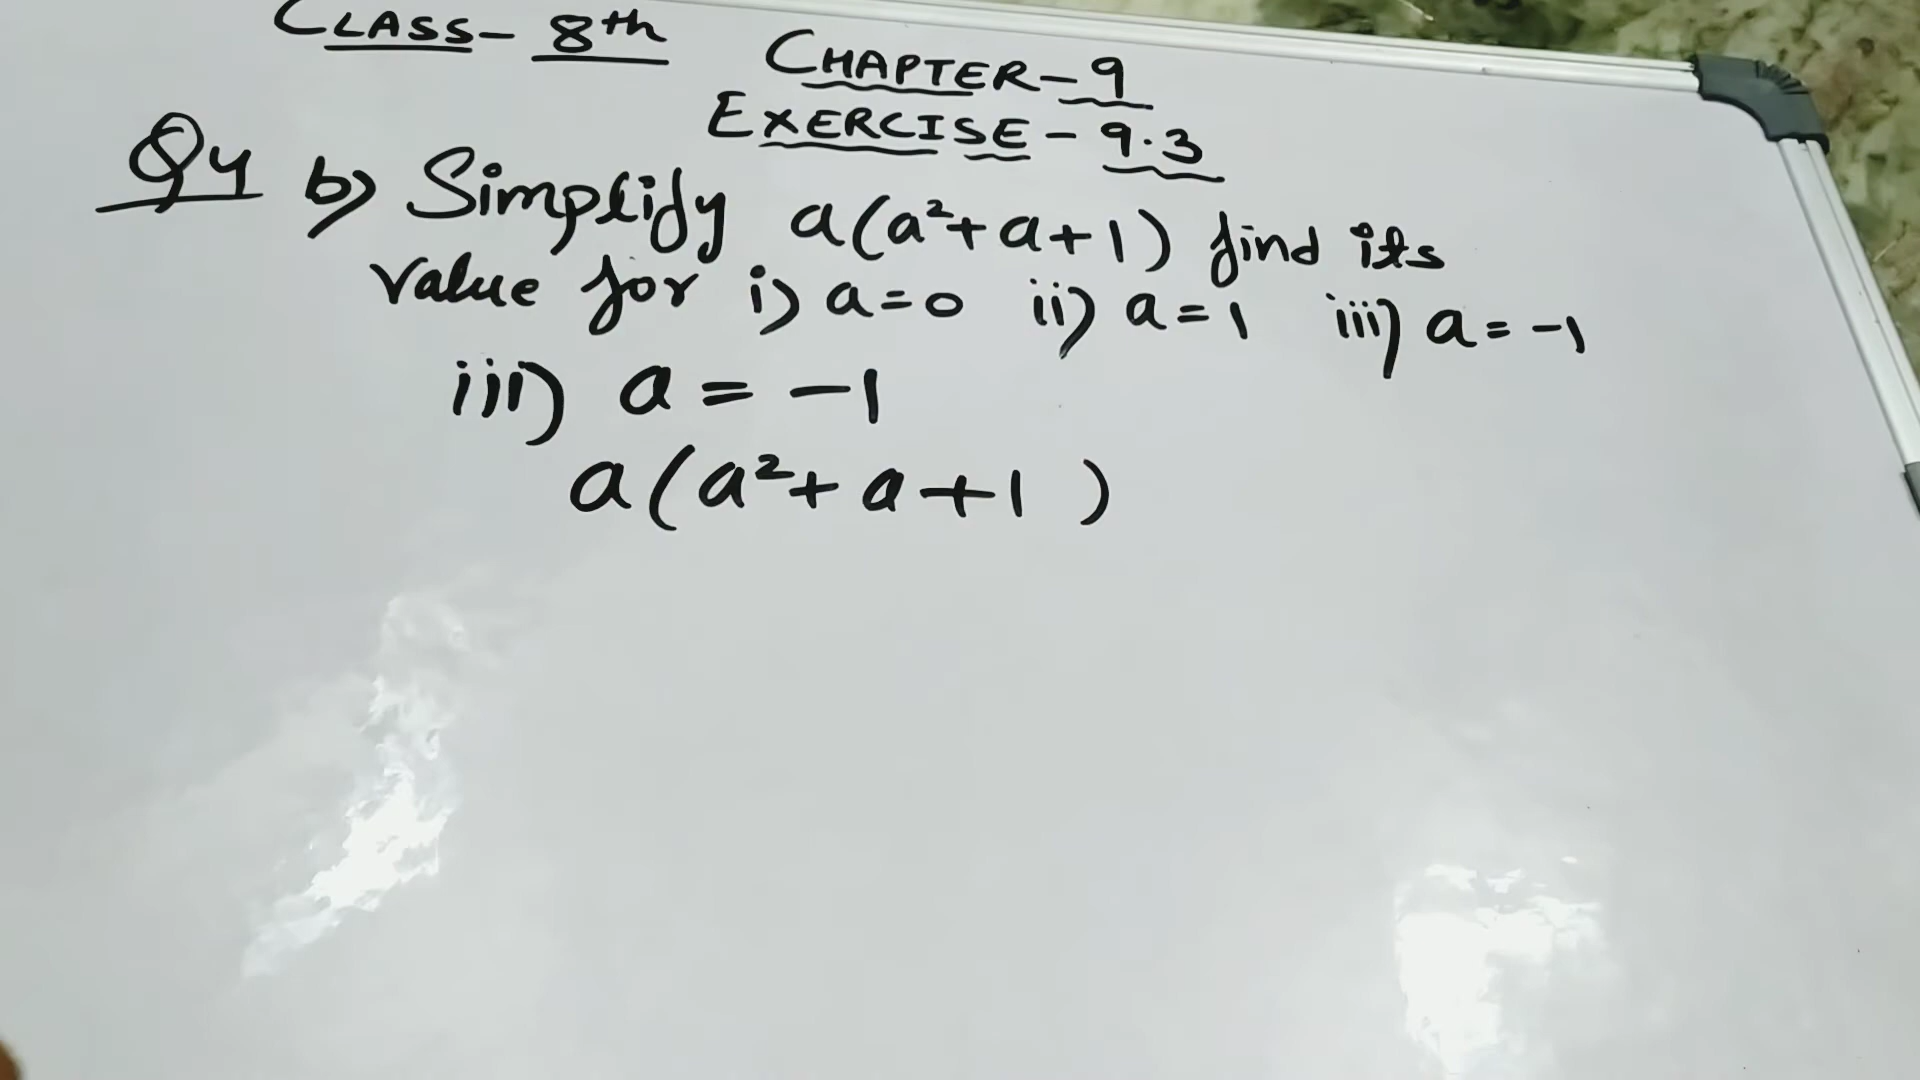 CLASS- 8th
CHAPTER-9
EXERCISE-9.3
Q4 b) Simplify a(a²+a+1) find its
value for i) a=0 ii) a=1 iii) a=-1
iii) a=-1
a(a²+a+1)